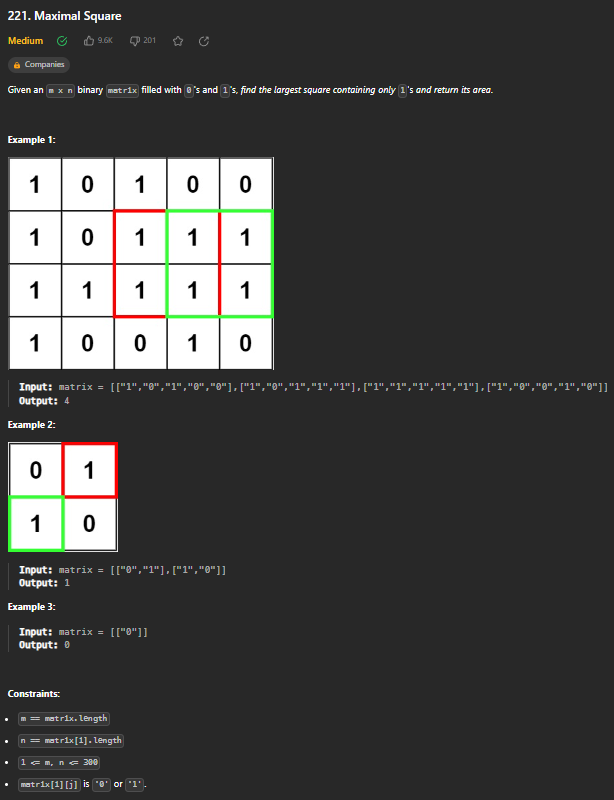 221. Maximal Square
Medium 9.6K 201
Companies
Given an m x n binary matrix filled with 0's and 1's, find the largest square containing only 1's and return its area.
Example 1:
1 0 1 0 0
1 0 1 1 1
1 1 1 1 1
1 0 0 1 0
Input: matrix = [["1","0","1","0","0"],["1","0","1","1","1"],["1","1","1","1","1"],["1","0","0","1","0"]]
Output: 4
Example 2:
0 1
1 0
Input: matrix = [["0","1"],["1","0"]]
Output: 1
Example 3:
Input: matrix = [["0"]]
Output: 0
Constraints:
• m == matrix.length
• n == matrix[i].length
• 1 <= m, n <= 300
• matrix[i][j] is '0' or '1'.